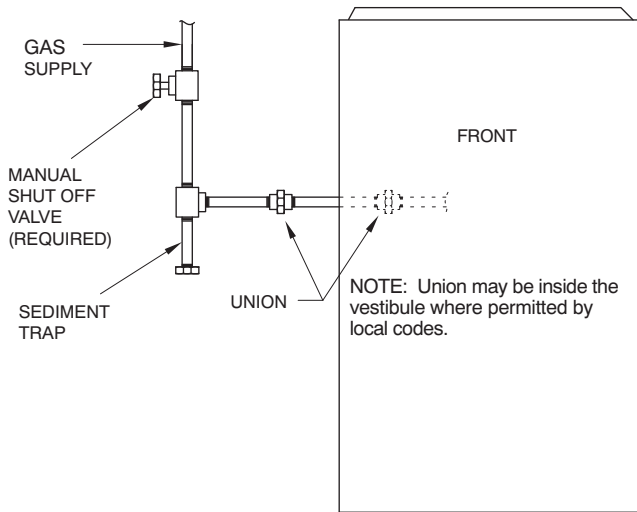 GAS
SUPPLY
MANUAL
SHUT OFF
VALVE
(REQUIRED)
SEDIMENT
TRAP
UNION
FRONT
NOTE:  Union may be inside the
vestibule where permitted by
local codes.